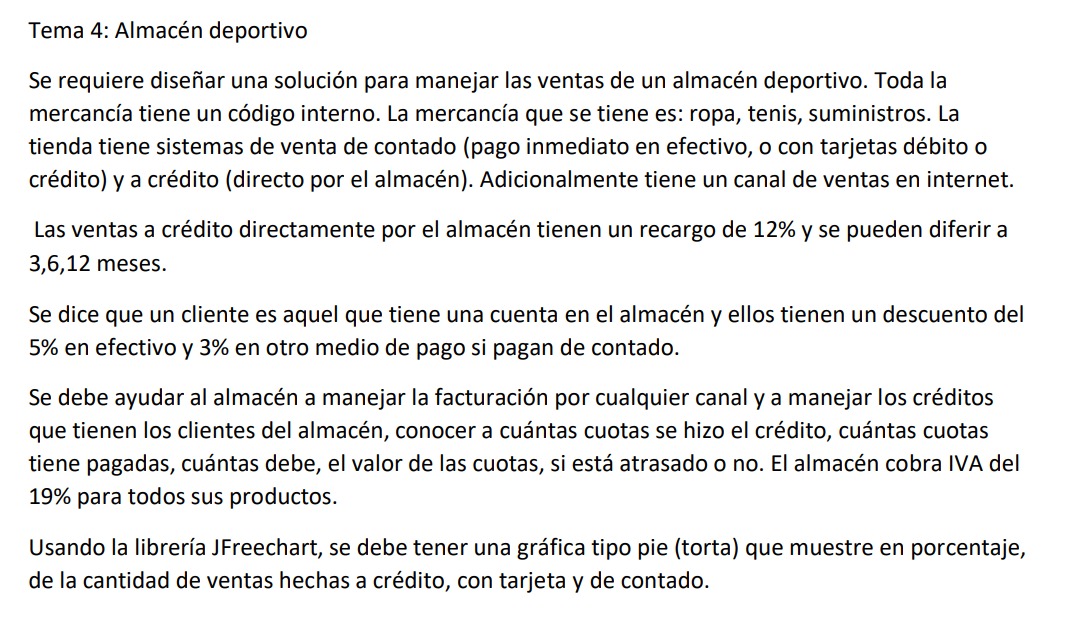 Tema 4: Almacén deportivo
Se requiere diseñar una solución para manejar las ventas de un almacén deportivo. Toda la
mercancía tiene un código interno. La mercancía que se tiene es: ropa, tenis, suministros. La
tienda tiene sistemas de venta de contado (pago inmediato en efectivo, o con tarjetas débito o
crédito) y a crédito (directo por el almacén). Adicionalmente tiene un canal de ventas en internet.
Las ventas a crédito directamente por el almacén tienen un recargo de 12% y se pueden diferir a
3,6,12 meses.
Se dice que un cliente es aquel que tiene una cuenta en el almacén y ellos tienen un descuento del
5% en efectivo y 3% en otro medio de pago si pagan de contado.
Se debe ayudar al almacén a manejar la facturación por cualquier canal y a manejar los créditos
que tienen los clientes del almacén, conocer a cuántas cuotas se hizo el crédito, cuántas cuotas
tiene pagadas, cuántas debe, el valor de las cuotas, si está atrasado o no. El almacén cobra IVA del
19% para todos sus productos.
Usando la librería JFreechart, se debe tener una gráfica tipo pie (torta) que muestre en porcentaje,
de la cantidad de ventas hechas a crédito, con tarjeta y de contado.